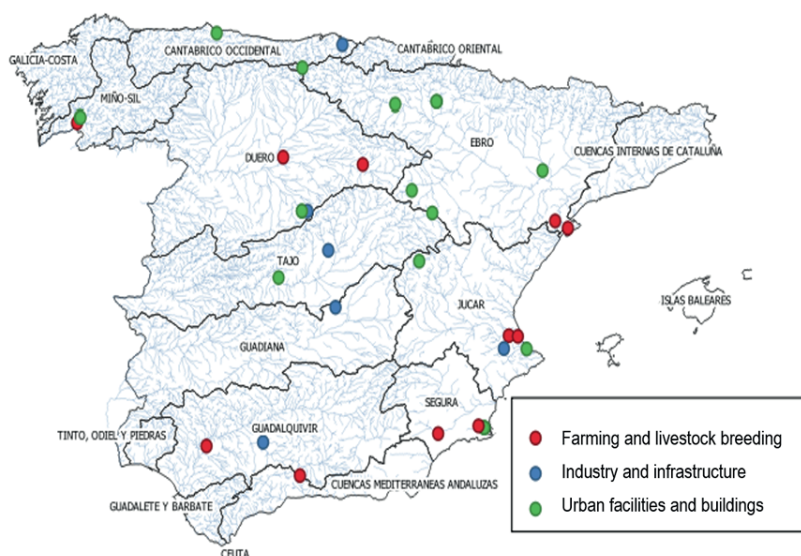 CANTABRICO OCCIDENTAL
CANTABRICO ORIENTAL
GALICIA-COSTA
MIÑO-SIL
EBRO
CUENCAS INTERNAS DE CATALUÑA
DUERO
TAJO
JUCAR
ISLAS BALEARES
GUADIANA
SEGURA
TINTO, ODIEL Y PIEDRAS
GUADALQUIVIR
CUENCAS MEDITERRANEAS ANDALUZAS
GUADALETE Y BARBATE
CEUTA
Farming and livestock breeding
Industry and infrastructure
Urban facilities and buildings